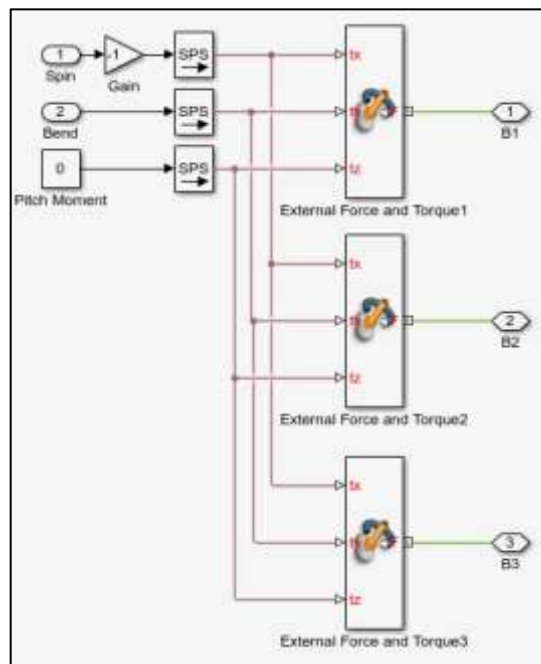 1
Spin
-1
Gain
SPS
tx
2
Bend
SPS
1
B1
0
Pitch Moment
SPS
tz
External Force and Torque1
tx
2
B2
tz
External Force and Torque2
tx
3
B3
tz
External Force and Torque3